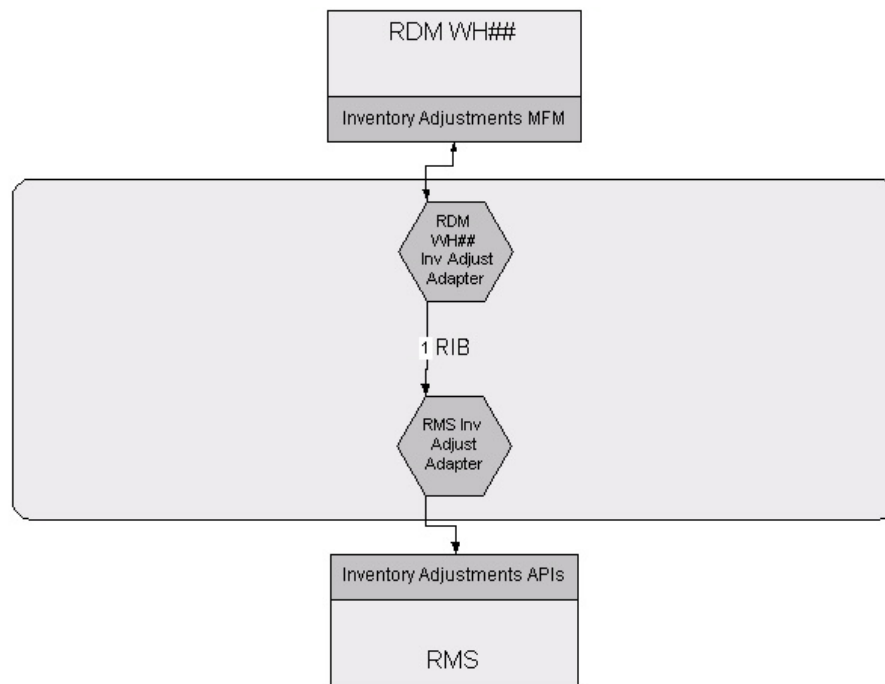 RDM WH##
Inventory Adjustments MFM
RDM
WH##
Inv Adjust
Adapter
1 RIB
RMS Inv
Adjust
Adapter
Inventory Adjustments APIs
RMS